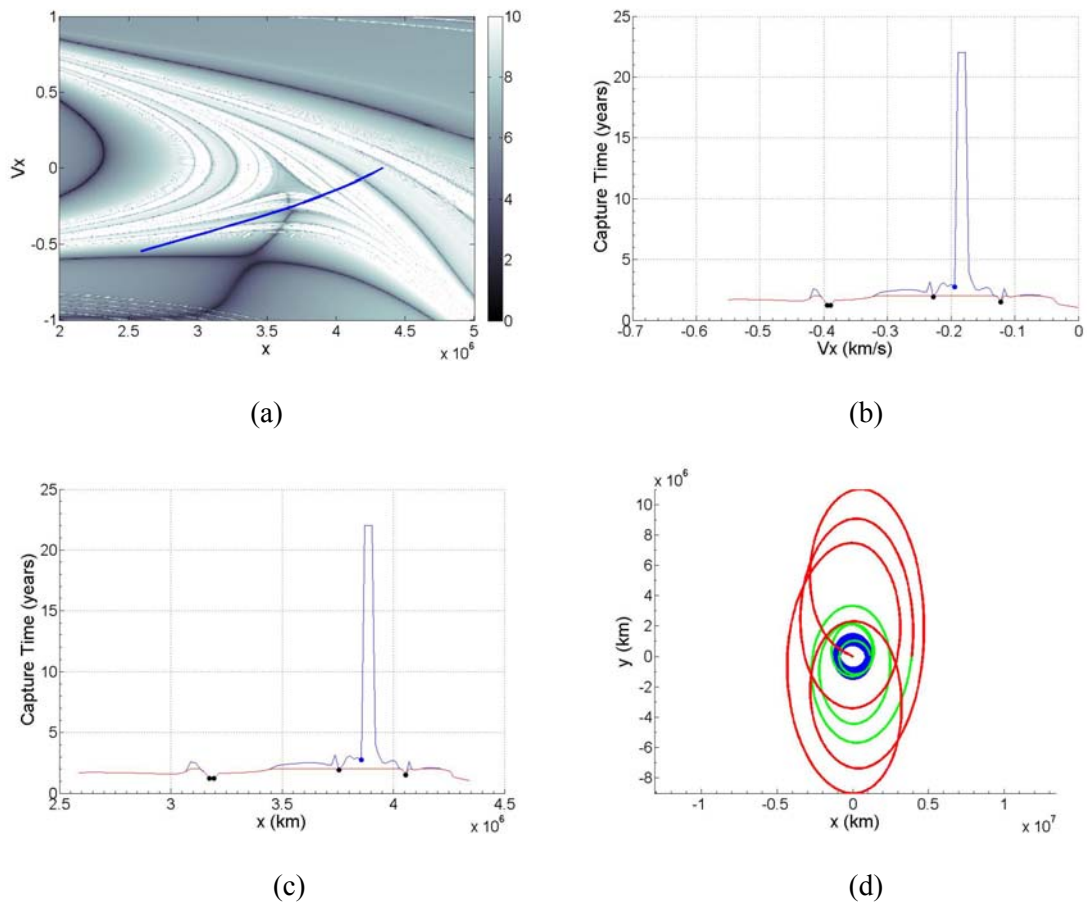 1
0.5
0
-0.5
-1
Vx
2 2.5 3 3.5 4 4.5 5
x
x 10^6
10
8
6
4
2
0
(a)
25
20
15
10
5
0
Capture Time (years)
-0.7 -0.6 -0.5 -0.4 -0.3 -0.2 -0.1 0
Vx (km/s)
(b)
25
20
15
10
5
0
Capture Time (years)
2.5 3 3.5 4 4.5
x (km)
x 10^6
(c)
x 10^6
10
8
6
4
2
0
-2
-4
-6
-8
y (km)
-1 -0.5 0 0.5 1
x (km)
x 10^7
(d)